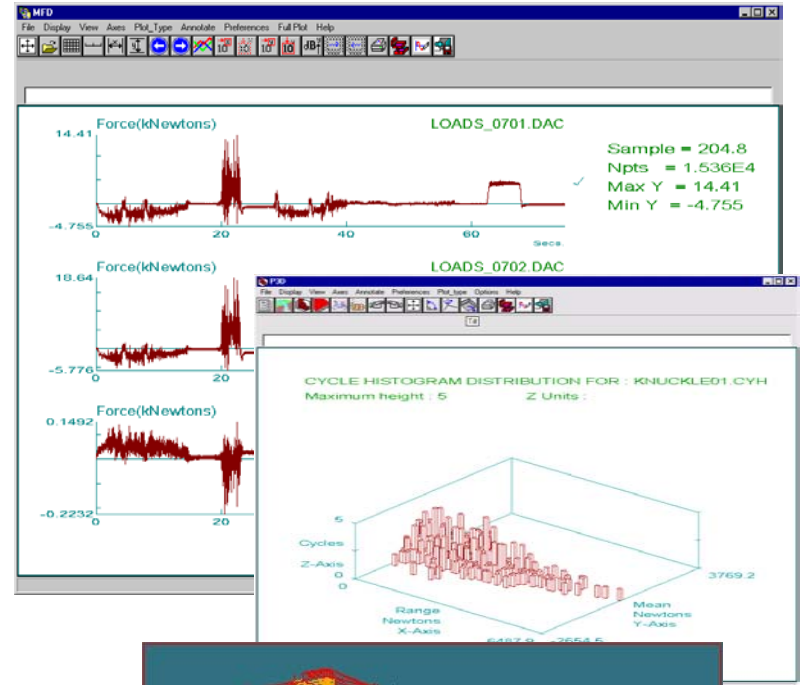 MFD
File Display View Axes Plot_Type Annotate Preferences Full Plot Help
Force(kNewtons)
LOADS_0701.DAC
14.41
-4.755
0 20 40 60
Secs.
Sample = 204.8
Npts = 1.536E4
Max Y = 14.41
Min Y = -4.755
Force(kNewtons)
LOADS_0702.DAC
18.64
-5.776
0 20
Force(kNewtons)
0.1492
-0.2232
0 20
P3D
File Display View Axes Annotate Preferences Plot_type Options Help
CYCLE HISTOGRAM DISTRIBUTION FOR : KNUCKLE01.CYH
Maximum height : 5 Z Units :
5
Cycles
Z-Axis
0
0
Range
Newtons
X-Axis
Mean
Newtons
Y-Axis
3769.2
6487.9
-2654.5